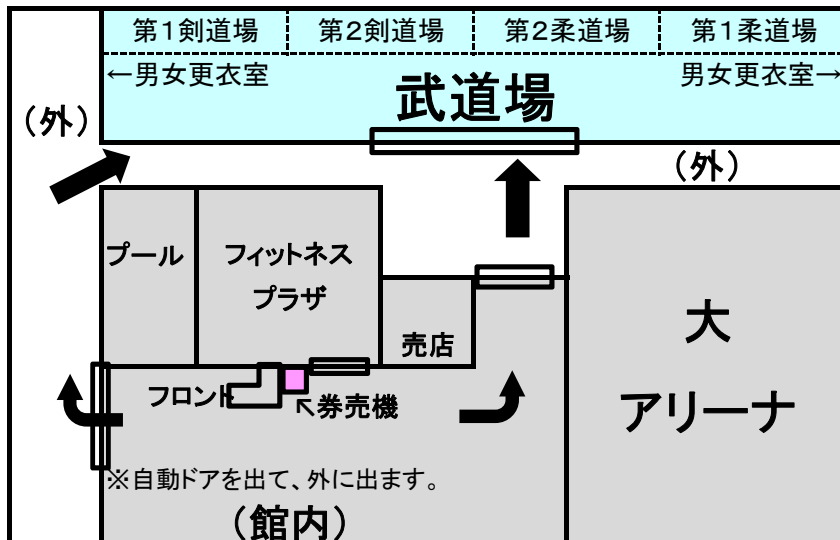 第1剣道場 第2剣道場 第2柔道場 第1柔道場
←男女更衣室 男女更衣室→
武道場
(外)
(外)
プール
フィットネス
プラザ
売店
大
アリーナ
フロント
↖券売機
※自動ドアを出て、外に出ます。
(館内)